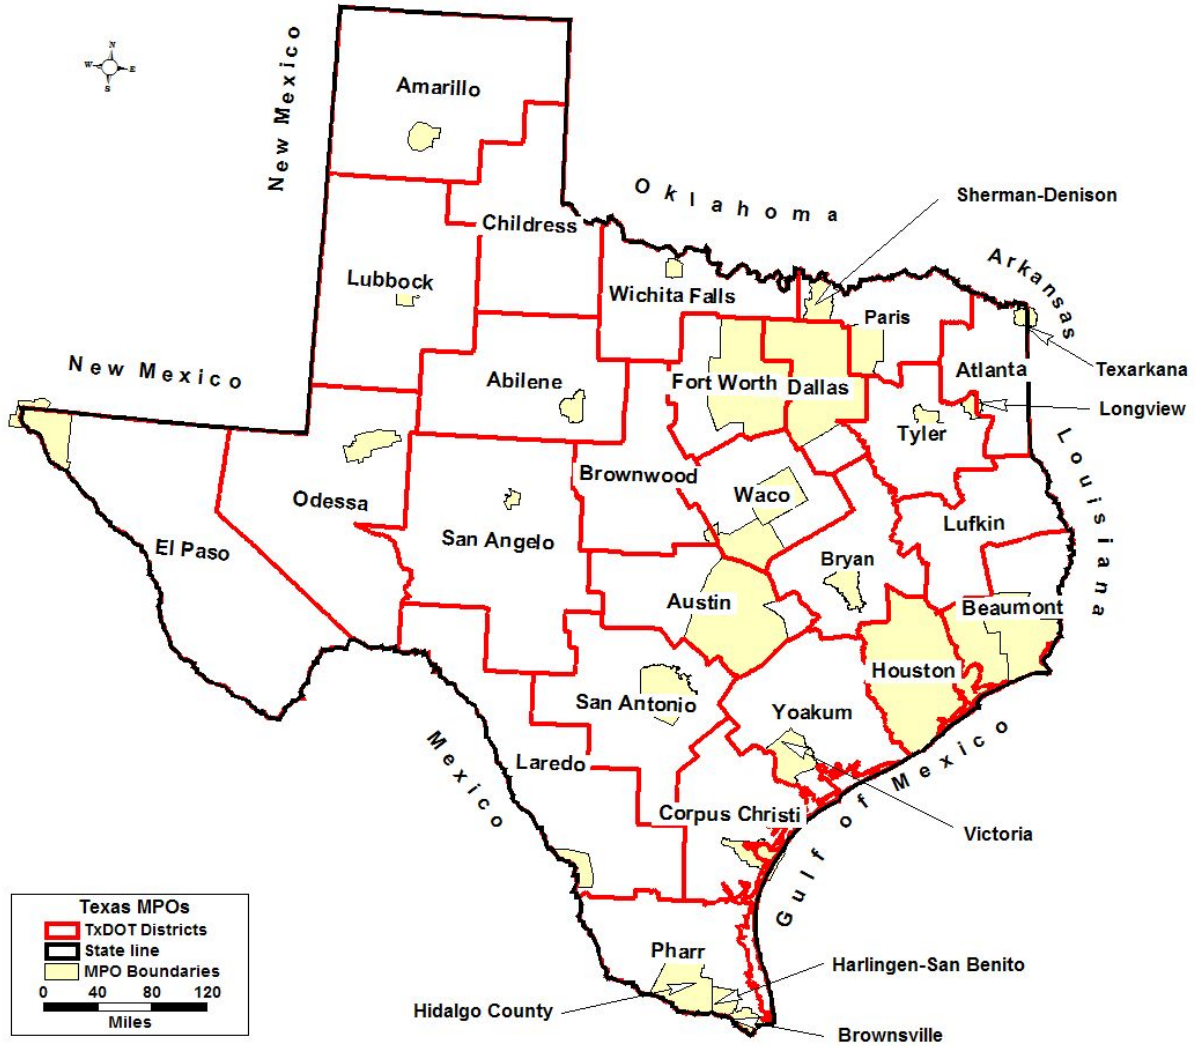 N
W E
S
New Mexico
Amarillo
Oklahoma
Sherman-Denison
Childress
Arkansas
Lubbock
Wichita Falls
Paris
New Mexico
Abilene
Fort Worth
Dallas
Atlanta
Texarkana
Longview
Tyler
Louisiana
Brownwood
Waco
Odessa
San Angelo
Lufkin
El Paso
Bryan
Austin
Beaumont
Houston
San Antonio
Yoakum
Mexico
Laredo
Gulf of Mexico
Corpus Christi
Victoria
Pharr
Harlingen-San Benito
Hidalgo County
Brownsville
Texas MPOs
TxDOT Districts
State line
MPO Boundaries
0 40 80 120
Miles